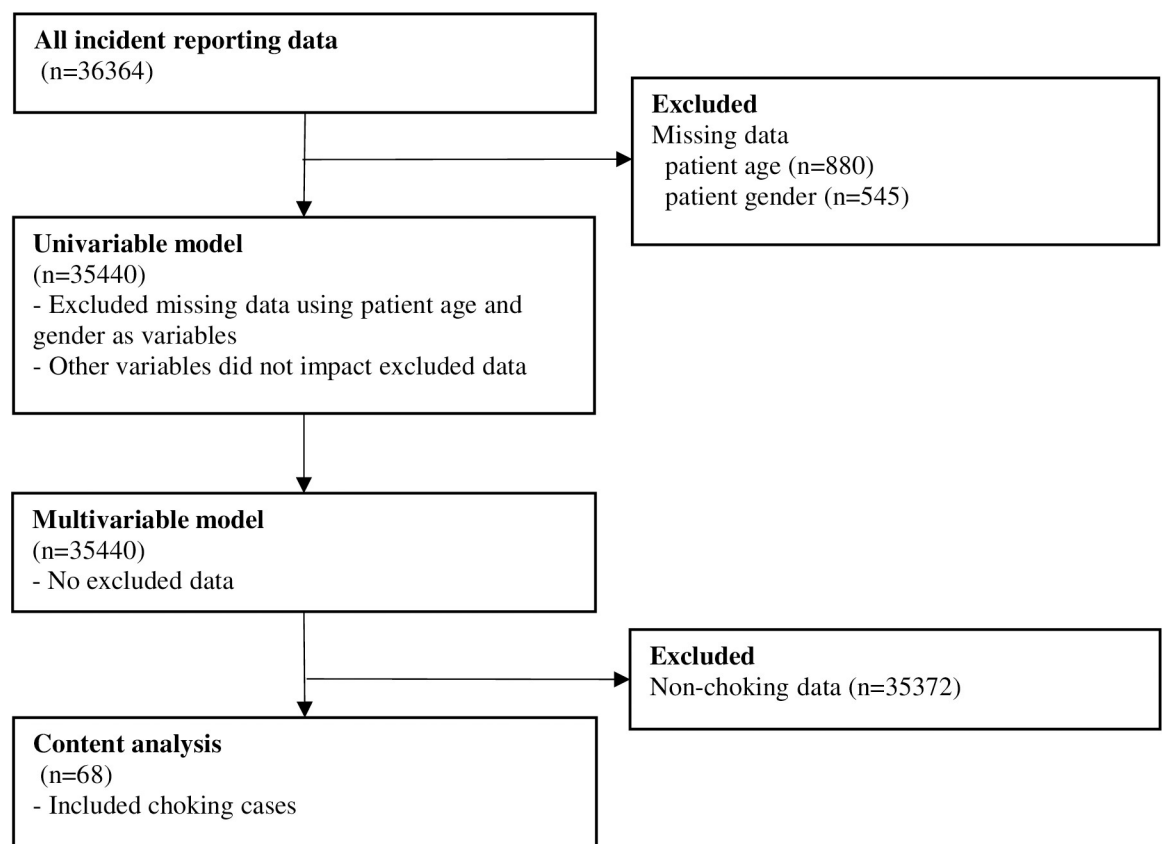 All incident reporting data
(n=36364)
Excluded
Missing data
patient age (n=880)
patient gender (n=545)
Univariable model
(n=35440)
- Excluded missing data using patient age and
gender as variables
- Other variables did not impact excluded data
Multivariable model
(n=35440)
- No excluded data
Excluded
Non-choking data (n=35372)
Content analysis
(n=68)
- Included choking cases